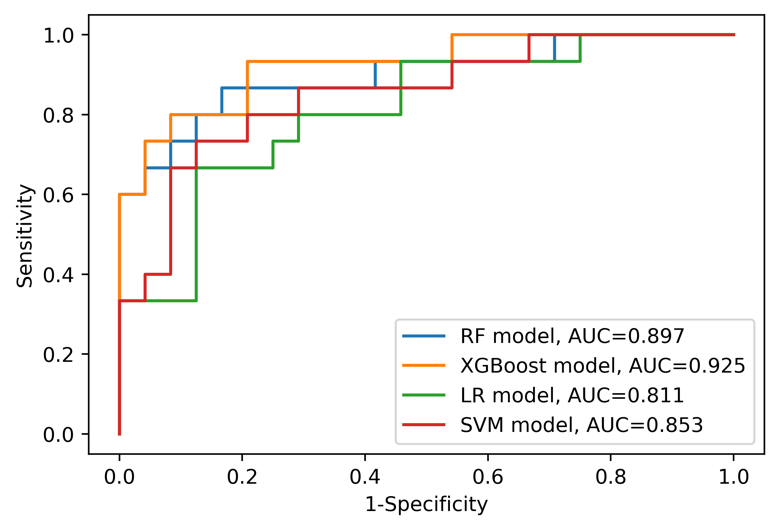 1.0
0.8
0.6
0.4
0.2
0.0
Sensitivity
RF model, AUC=0.897
XGBoost model, AUC=0.925
LR model, AUC=0.811
SVM model, AUC=0.853
0.0 0.2 0.4 0.6 0.8 1.0
1-Specificity